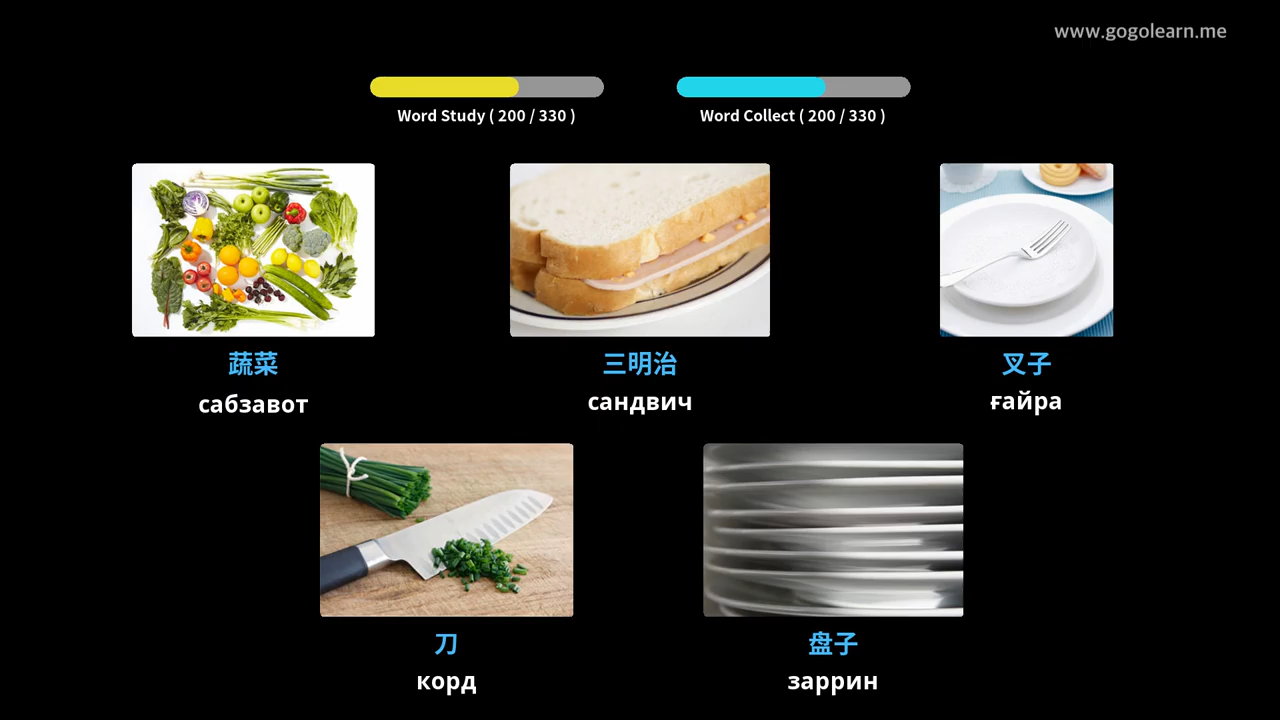 www.gogolearn.me
Word Study ( 200 / 330 )
Word Collect ( 200 / 330 )
蔬菜
сабзавот
三明治
сандвич
叉子
ғайра
刀
корд
盘子
заррин